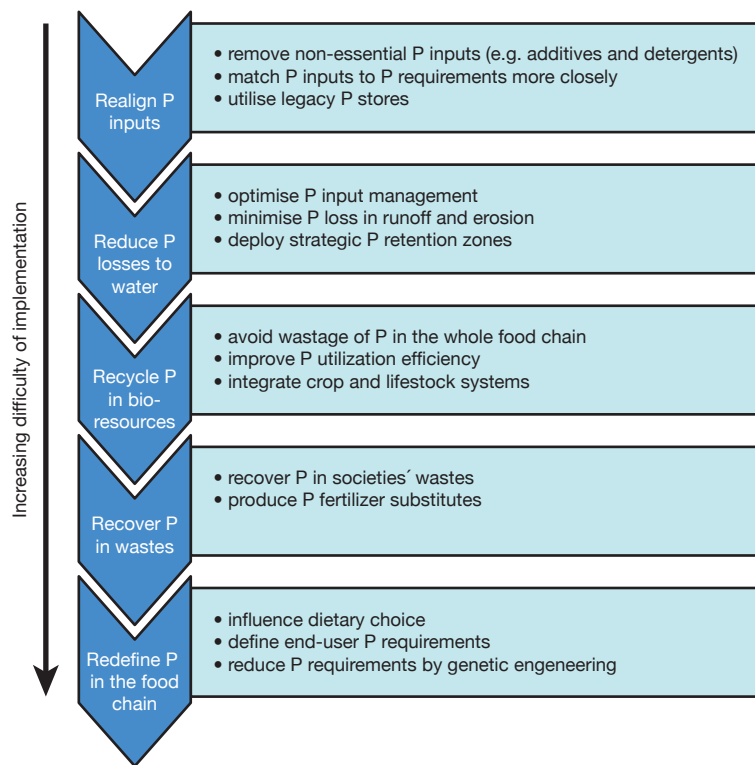 Increasing difficulty of implementation
Realign P
inputs
• remove non-essential P inputs (e.g. additives and detergents)
• match P inputs to P requirements more closely
• utilise legacy P stores
Reduce P
losses to
water
• optimise P input management
• minimise P loss in runoff and erosion
• deploy strategic P retention zones
Recycle P
in bio-
resources
• avoid wastage of P in the whole food chain
• improve P utilization efficiency
• integrate crop and lifestock systems
Recover P
in wastes
• recover P in societies´ wastes
• produce P fertilizer substitutes
Redefine P
in the food
chain
• influence dietary choice
• define end-user P requirements
• reduce P requirements by genetic engeneering